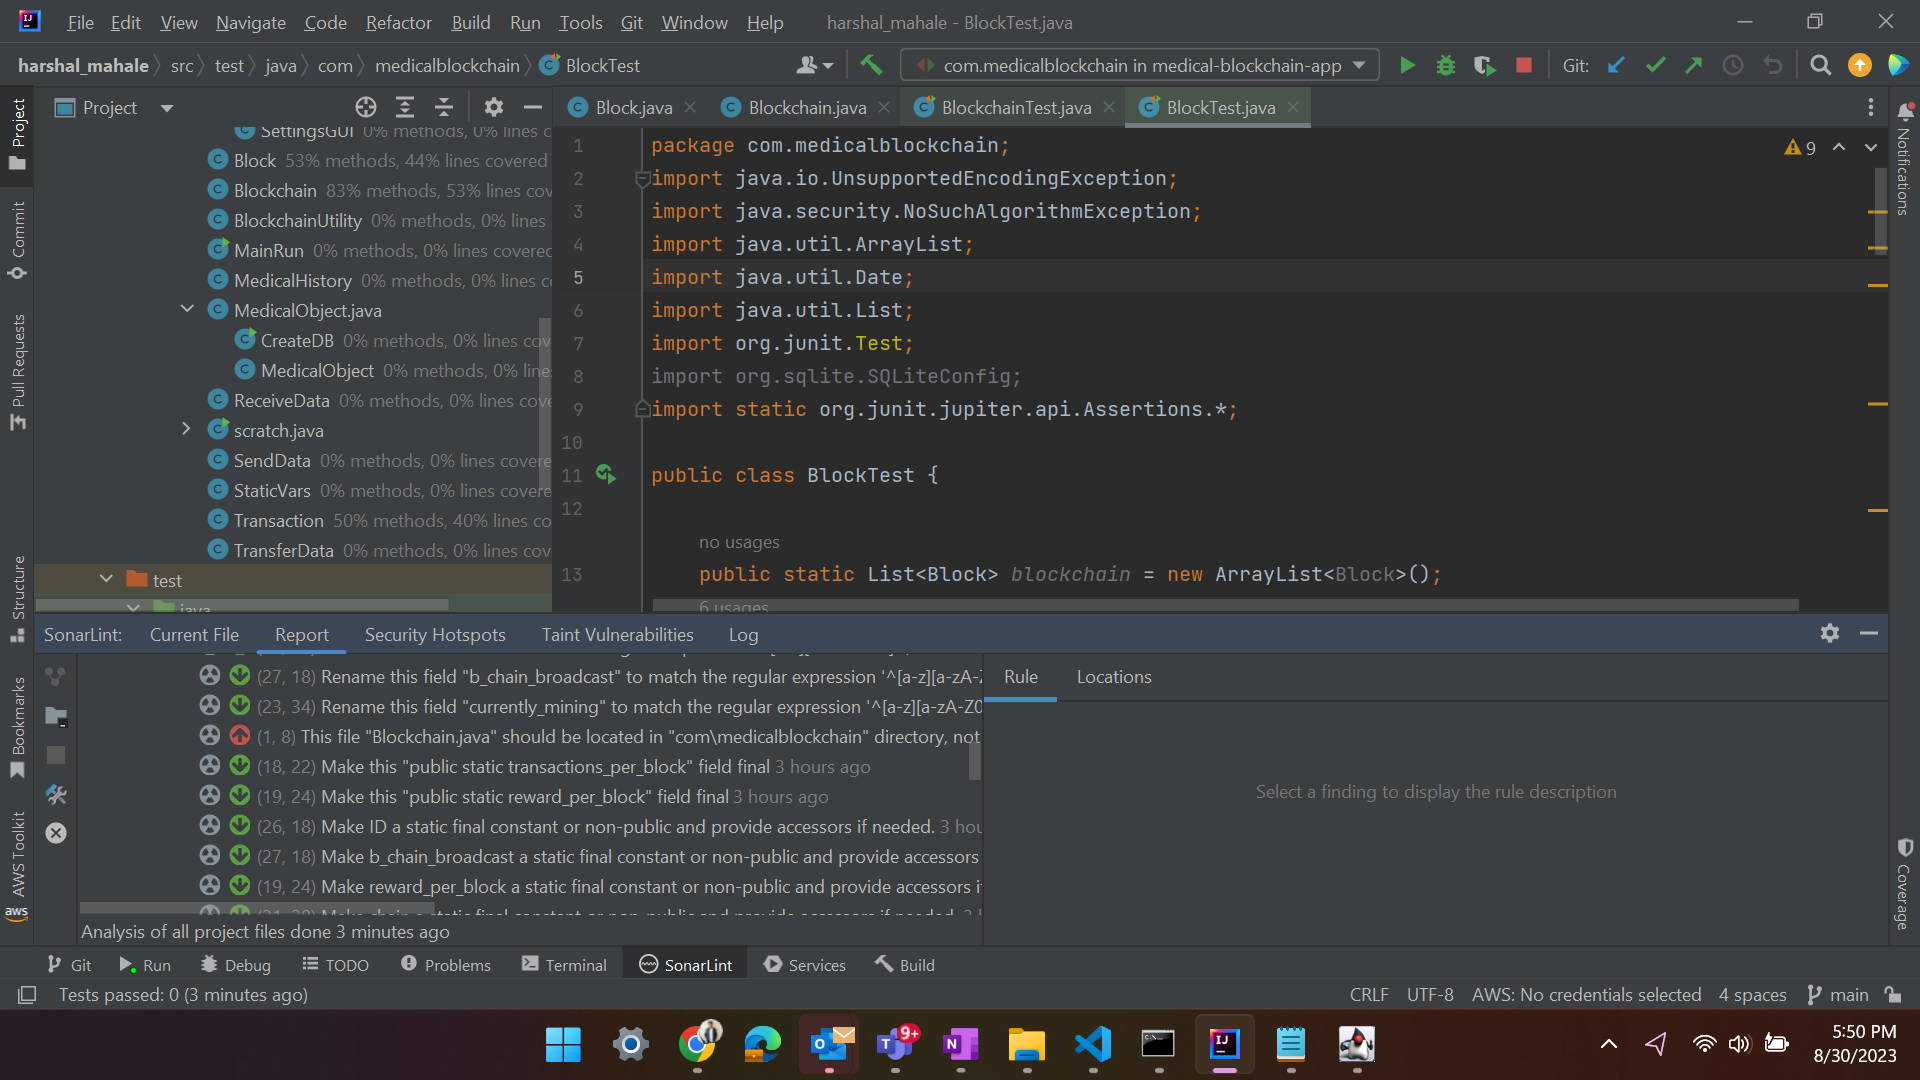 File Edit View Navigate Code Refactor Build Run Tools Git Window Help harshal_mahale - BlockTest.java
harshal_mahale src test java com medicalblockchain BlockTest com.medicalblockchain in medical-blockchain-app Git:
Project
Block.java Blockchain.java BlockchainTest.java BlockTest.java
SettingsGUI 0% methods, 0% lines c
Block 53% methods, 44% lines covered
Blockchain 83% methods, 53% lines cov
BlockchainUtility 0% methods, 0% lines
MainRun 0% methods, 0% lines covered
MedicalHistory 0% methods, 0% lines c
MedicalObject.java
CreateDB 0% methods, 0% lines cov
MedicalObject 0% methods, 0% line
ReceiveData 0% methods, 0% lines cove
scratch.java
SendData 0% methods, 0% lines covere
StaticVars 0% methods, 0% lines covere
Transaction 50% methods, 40% lines co
TransferData 0% methods, 0% lines cov
test
java
1 package com.medicalblockchain;
2 import java.io.UnsupportedEncodingException;
3 import java.security.NoSuchAlgorithmException;
4 import java.util.ArrayList;
5 import java.util.Date;
6 import java.util.List;
7 import org.junit.Test;
8 import org.sqlite.SQLiteConfig;
9 import static org.junit.jupiter.api.Assertions.*;
10
11 public class BlockTest {
12
no usages
13 public static List<Block> blockchain = new ArrayList<Block>();
6 usages
9
Project
Commit
Pull Requests
Structure
Bookmarks
AWS Toolkit
aws
Notifications
Coverage
SonarLint: Current File Report Security Hotspots Taint Vulnerabilities Log
(27, 18) Rename this field "b_chain_broadcast" to match the regular expression '^[a-z][a-zA-Z
(23, 34) Rename this field "currently_mining" to match the regular expression '^[a-z][a-zA-Z0
(1, 8) This file "Blockchain.java" should be located in "com\medicalblockchain" directory, not
(18, 22) Make this "public static transactions_per_block" field final 3 hours ago
(19, 24) Make this "public static reward_per_block" field final 3 hours ago
(26, 18) Make ID a static final constant or non-public and provide accessors if needed. 3 hou
(27, 18) Make b_chain_broadcast a static final constant or non-public and provide accessors
(19, 24) Make reward_per_block a static final constant or non-public and provide accessors i
Analysis of all project files done 3 minutes ago
Rule Locations
Select a finding to display the rule description
Git Run Debug TODO Problems Terminal SonarLint Services Build
Tests passed: 0 (3 minutes ago) CRLF UTF-8 AWS: No credentials selected 4 spaces main
9+
5:50 PM
8/30/2023